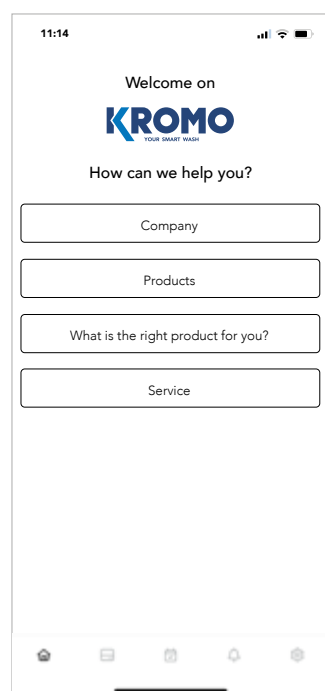 11:14
Welcome on
KROMO
YOUR SMART WASH
How can we help you?
Company
Products
What is the right product for you?
Service